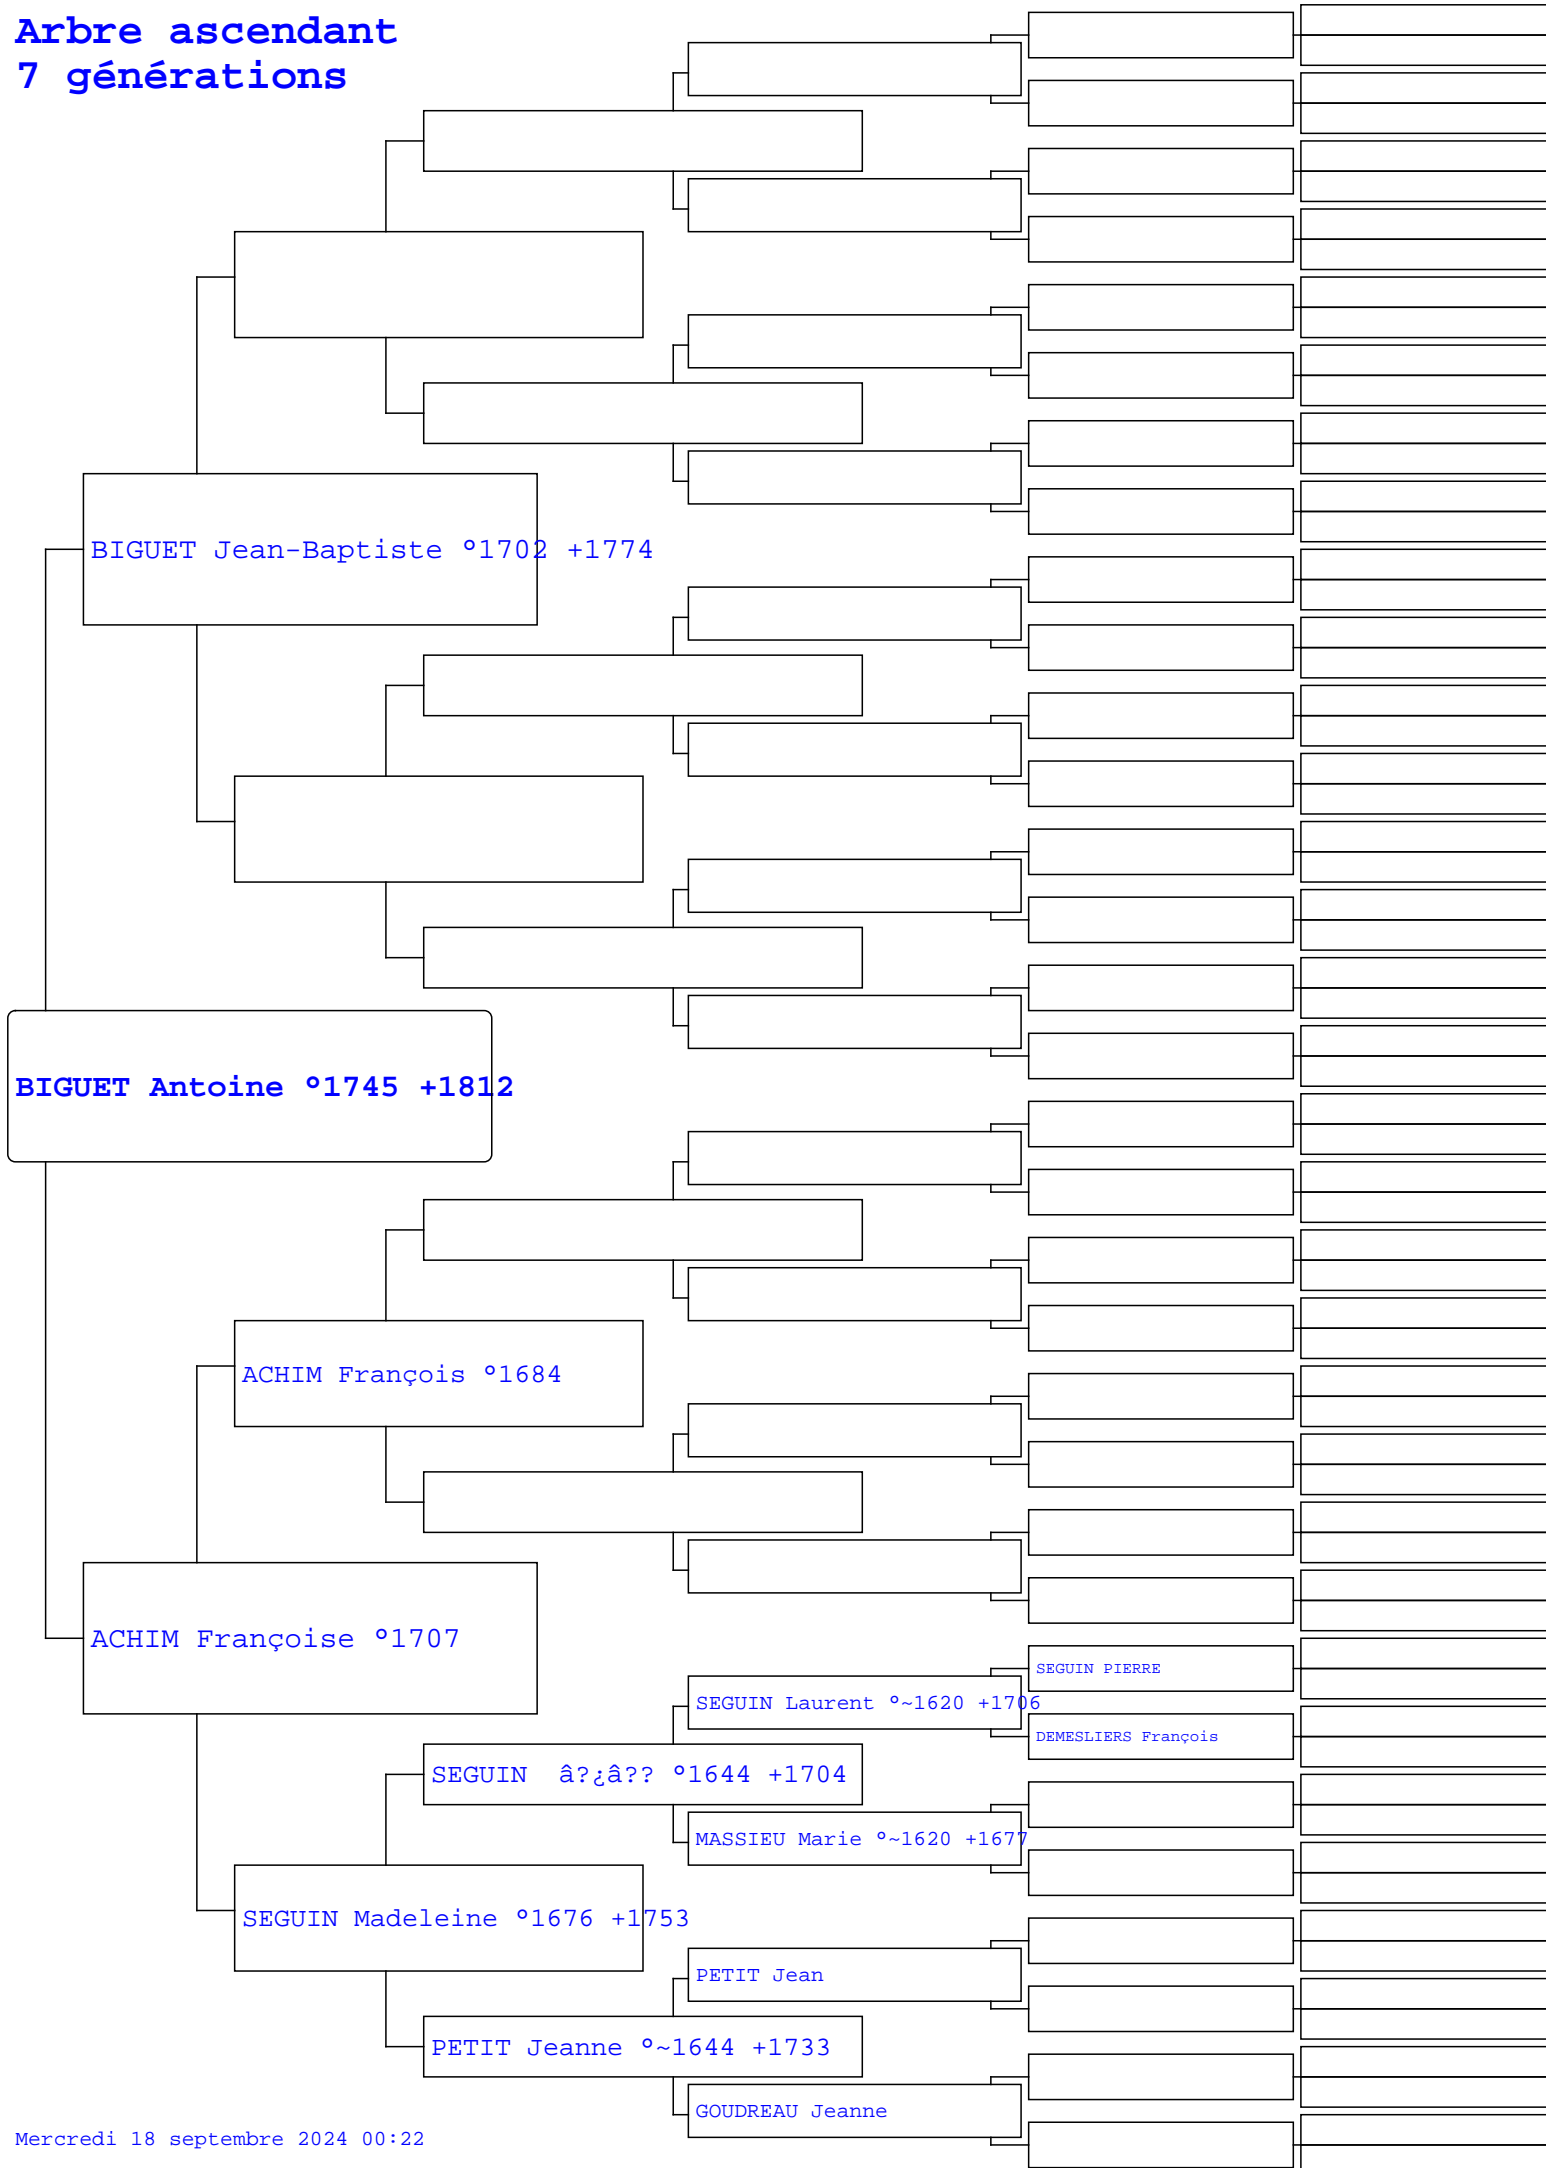 Arbre ascendant
7 générations
BIGUET Jean-Baptiste °1702 +1774
BIGUET Antoine °1745 +1812
ACHIM François °1684
ACHIM Françoise °1707
SEGUIN PIERRE
SEGUIN Laurent °~1620 +1706
DEMESLIERS François
SEGUIN  â?¿â?? °1644 +1704
MASSIEU Marie °~1620 +1677
SEGUIN Madeleine °1676 +1753
PETIT Jean
PETIT Jeanne °~1644 +1733
GOUDREAU Jeanne
Mercredi 18 septembre 2024 00:22